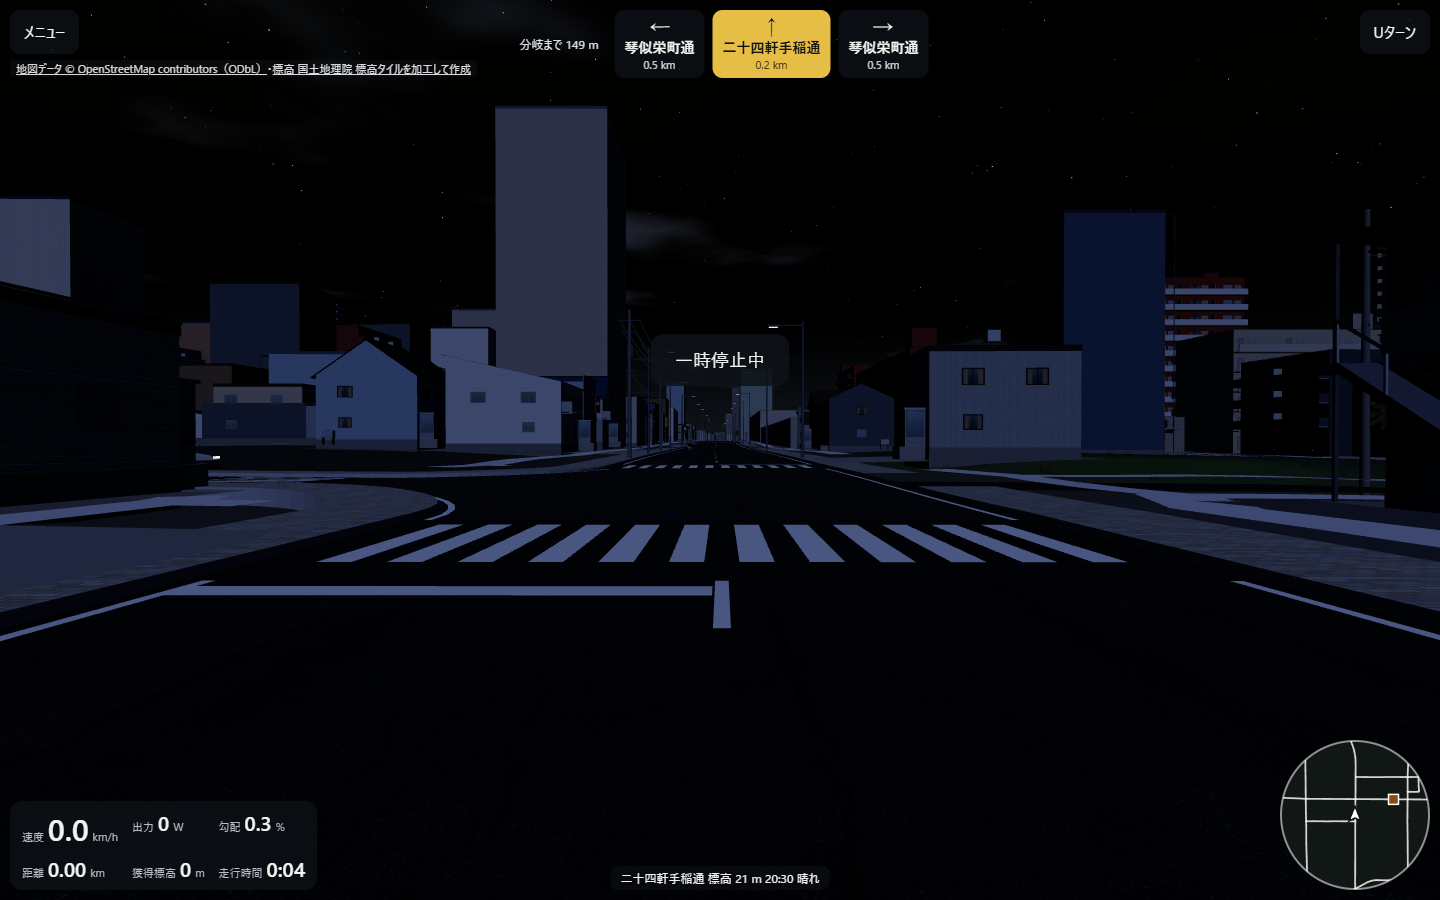 メニュー
地図データ © OpenStreetMap contributors（ODbL）・標高 国土地理院 標高タイルを加工して作成
分岐まで 149 m
←
琴似栄町通
0.5 km
↑
二十四軒手稲通
0.2 km
→
琴似栄町通
0.5 km
Uターン
一時停止中
速度 0.0 km/h 出力 0 W 勾配 0.3 %
距離 0.00 km 獲得標高 0 m 走行時間 0:04
二十四軒手稲通 標高 21 m 20:30 晴れ